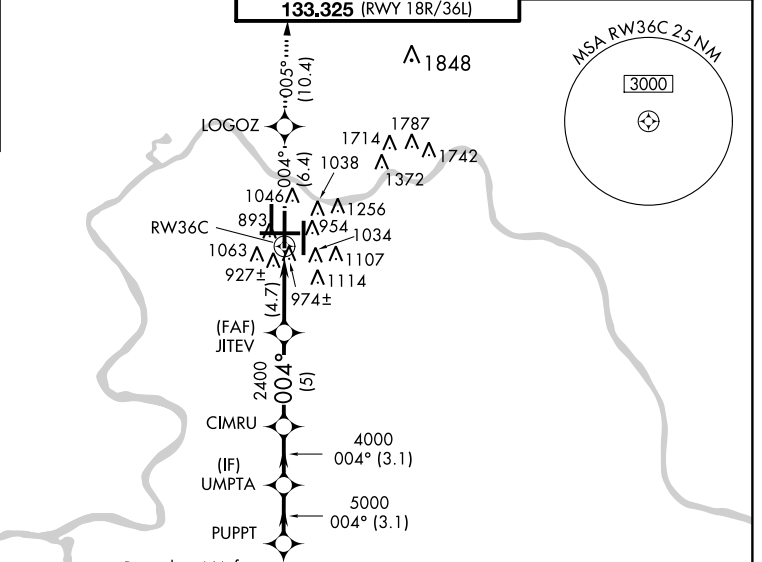 133.325 (RWY 18R/36L)
1848
MSA RW36C 25 NM
3000
005°
(10.4)
LOGOZ
1714
1787
1742
1372
004°
(6.4)
1038
1046
1256
893
954
RW36C
1034
1063
1107
927±
1114
974±
(4.7)
(FAF)
JITEV
2400
004°
(5)
CIMRU
4000
004° (3.1)
(IF)
UMPTA
5000
004° (3.1)
PUPPT